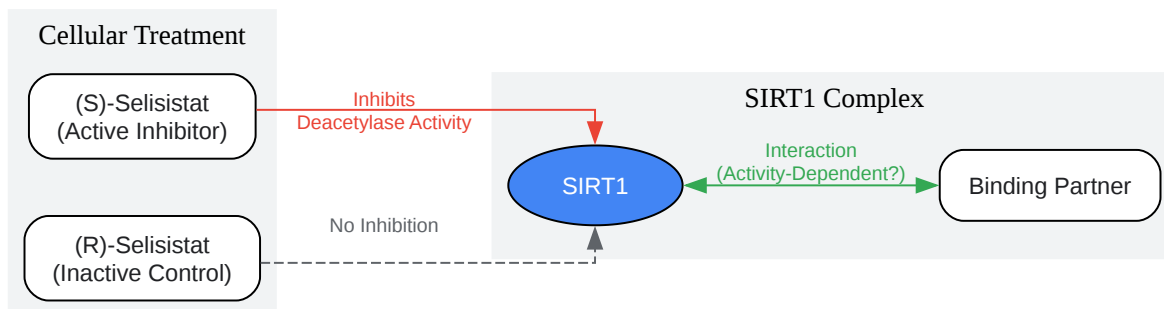 Cellular Treatment
(S)-Selisistat
(Active Inhibitor)
Inhibits
Deacetylase Activity
SIRT1 Complex
SIRT1
Interaction
(Activity-Dependent?)
Binding Partner
(R)-Selisistat
(Inactive Control)
No Inhibition